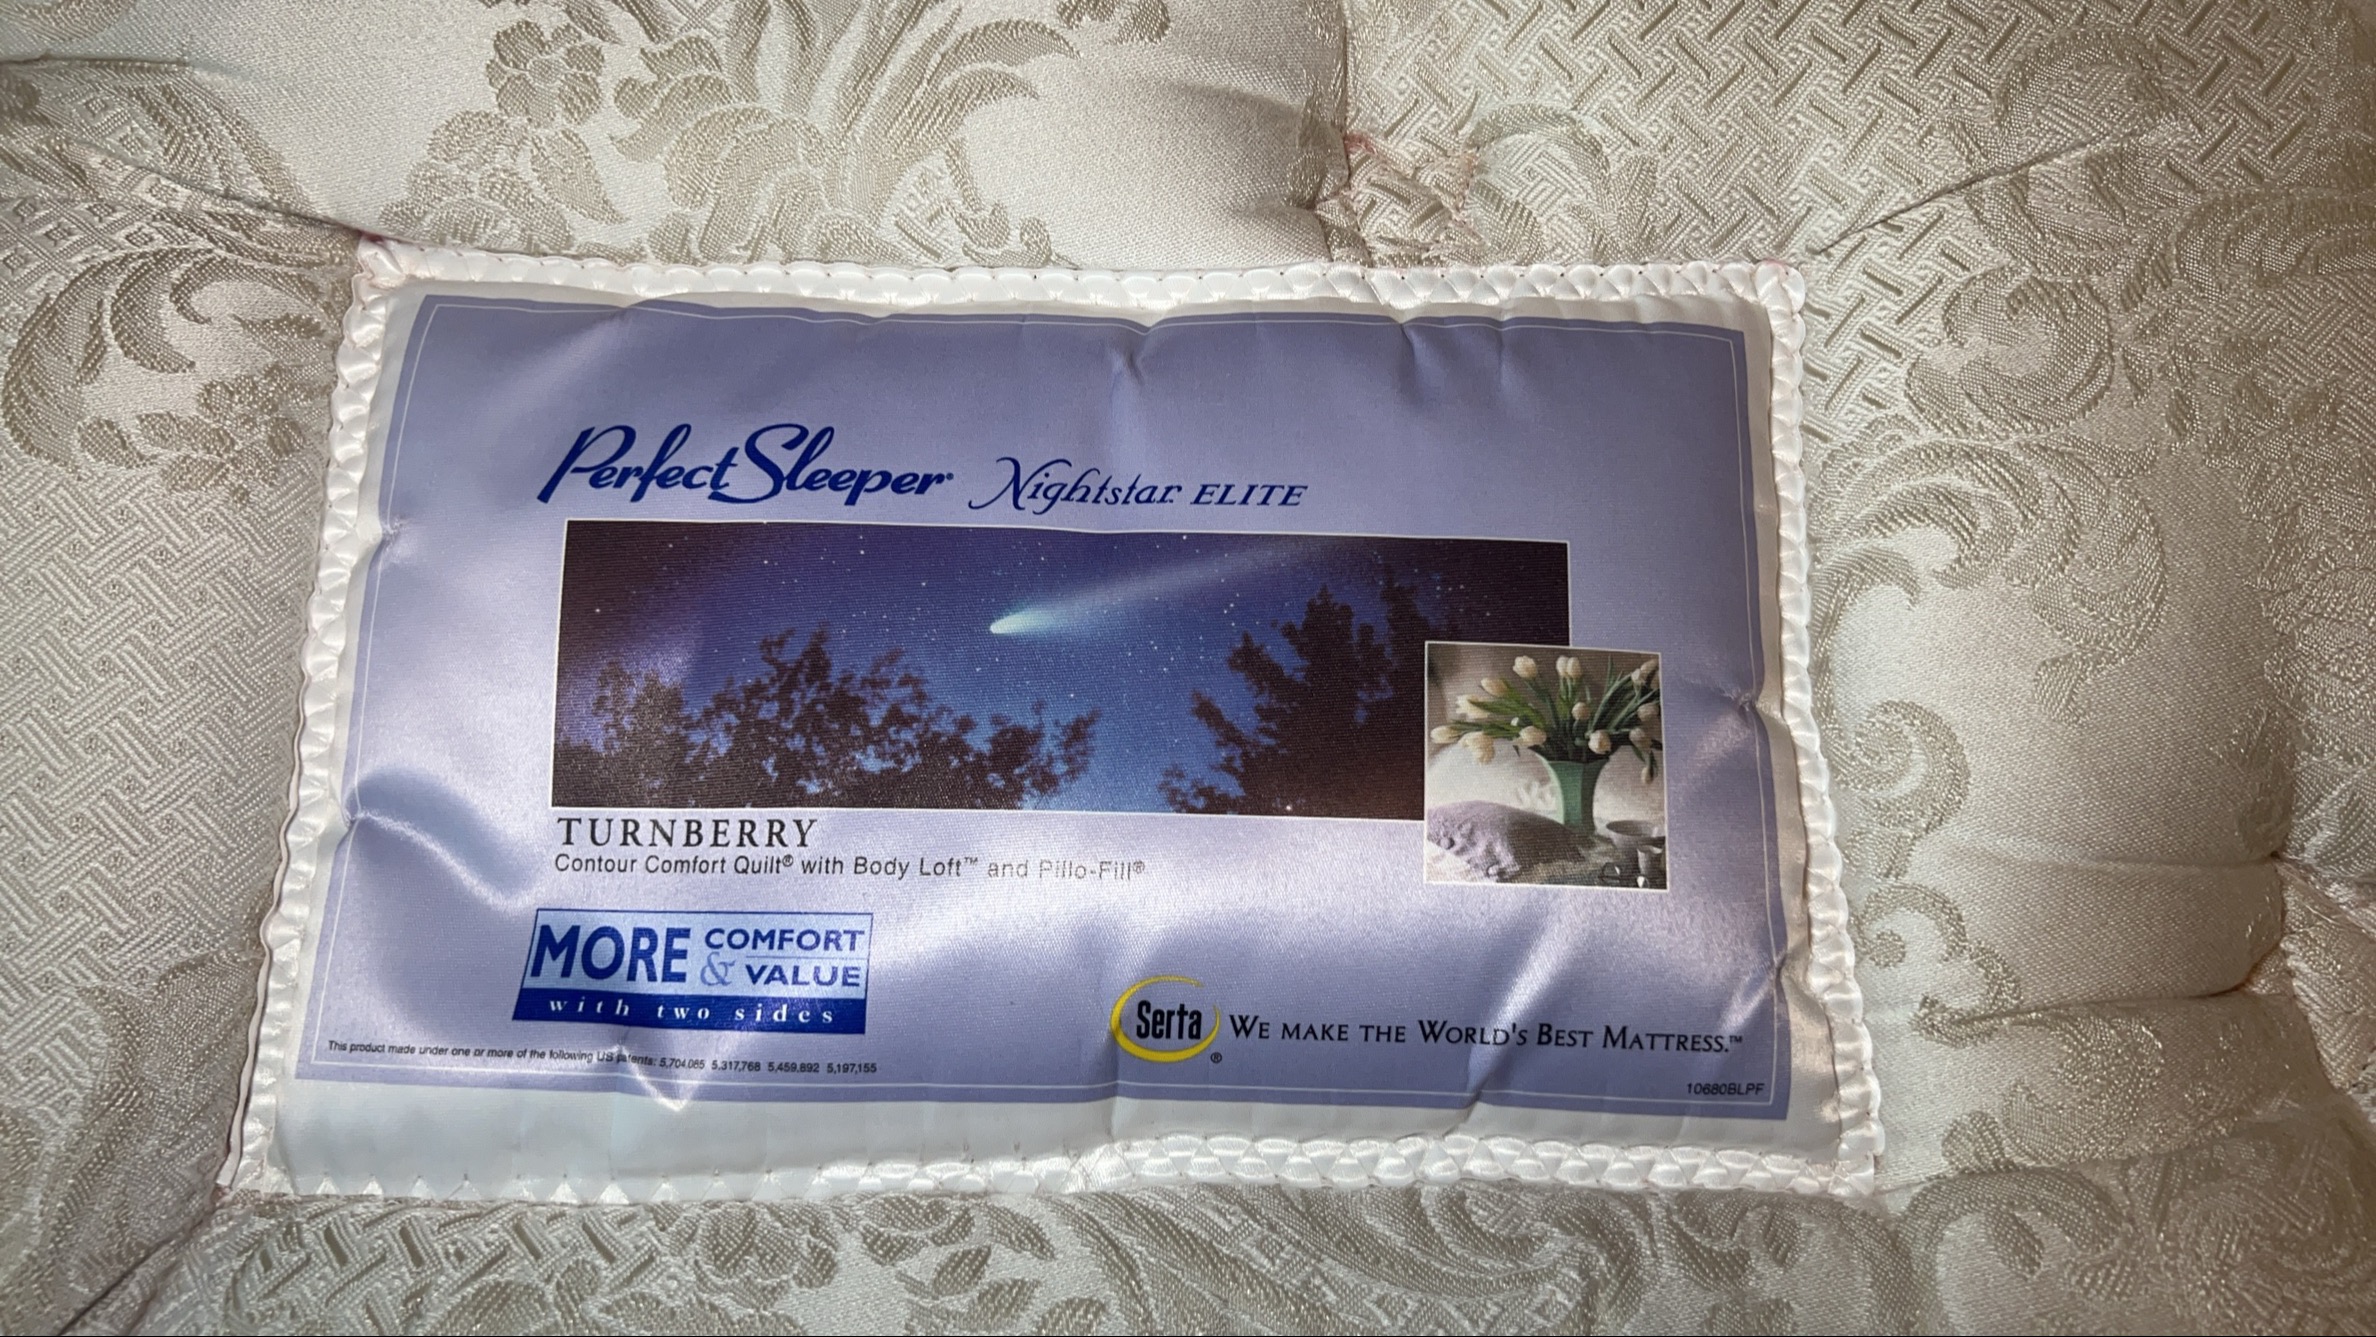 Perfect Sleeper® Nightstar™ ELITE
TURNBERRY
Contour Comfort Quilt® with Body Loft™ and Pillo-Fill®
MORE COMFORT & VALUE
with two sides
This product made under one or more of the following US patents: 5,704,085 5,317,768 5,459,892 5,197,155
Serta® WE MAKE THE WORLD'S BEST MATTRESS.™
10680BLPF